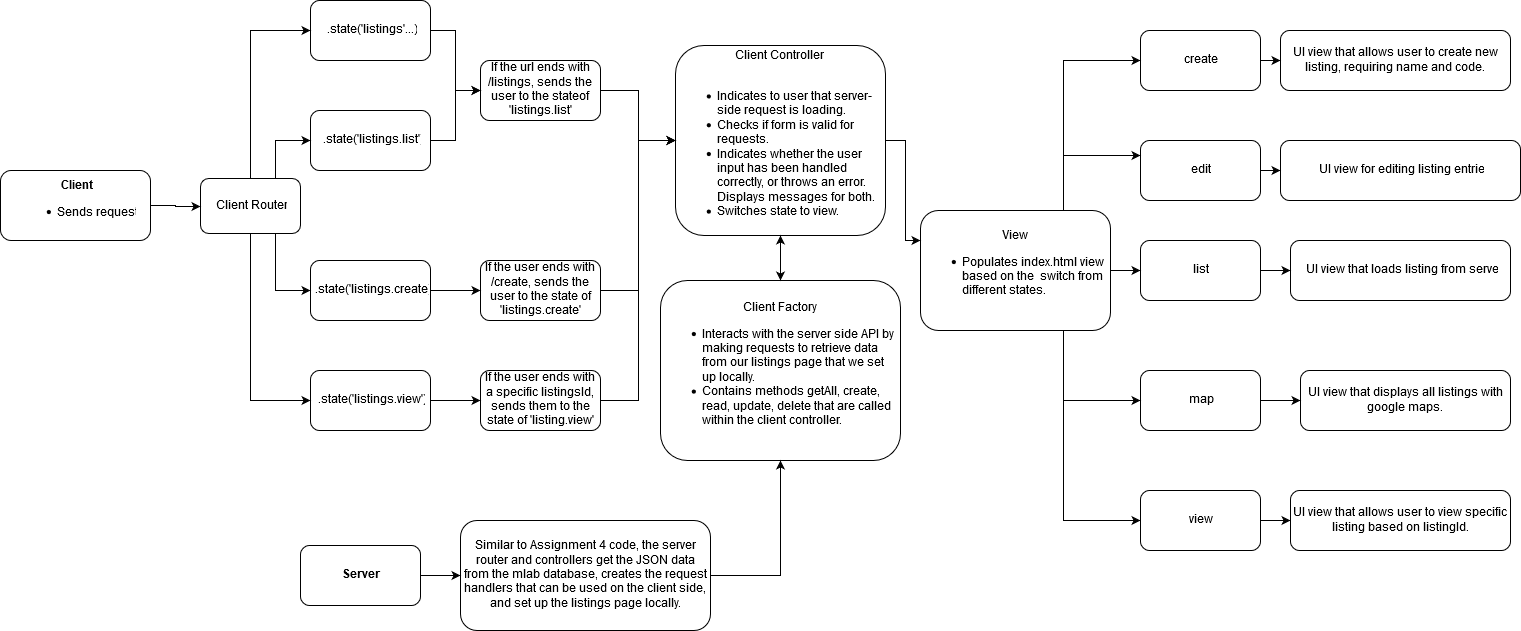 Client
• Sends request
Client Router
.state('listings'...)
.state('listings.list'
.state('listings.create
.state('listings.view'
If the url ends with
/listings, sends the
user to the stateof
'listings.list'
If the user ends with
/create, sends the
user to the state of
'listings.create'
If the user ends with
a specific listingsId,
sends them to the
state of 'listing.view'
Client Controller
• Indicates to user that server-
side request is loading.
• Checks if form is valid for
requests.
• Indicates whether the user
input has been handled
correctly, or throws an error.
Displays messages for both.
• Switches state to view.
Client Factory
• Interacts with the server side API by
making requests to retrieve data
from our listings page that we set
up locally.
• Contains methods getAll, create,
read, update, delete that are called
within the client controller.
Server
Similar to Assignment 4 code, the server
router and controllers get the JSON data
from the mlab database, creates the request
handlers that can be used on the client side,
and set up the listings page locally.
View
• Populates index.html view
based on the switch from
different states.
create
UI view that allows user to create new
listing, requiring name and code.
edit
UI view for editing listing entrie
list
UI view that loads listing from serve
map
UI view that displays all listings with
google maps.
view
UI view that allows user to view specific
listing based on listingId.